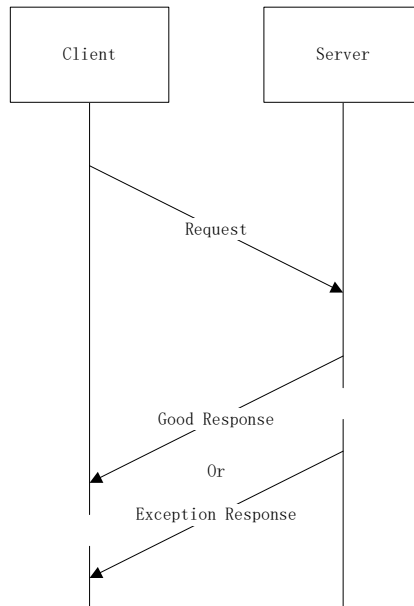 Client
Server
Request
Good Response
Or
Exception Response